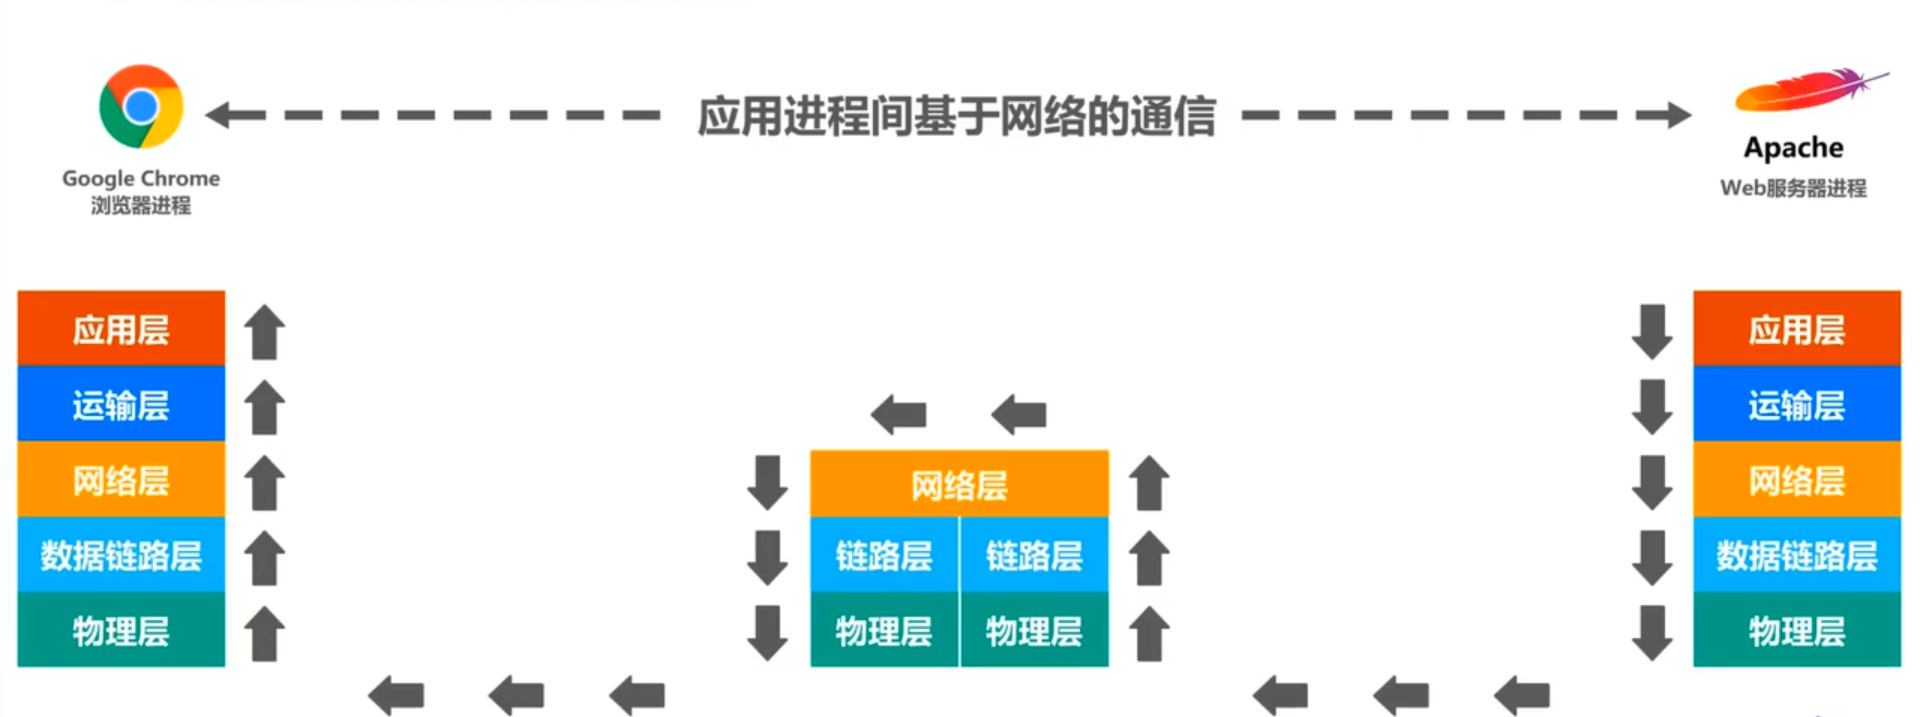 应用进程间基于网络的通信
Google Chrome
浏览器进程
Apache
Web服务器进程
应用层
运输层
网络层
数据链路层
物理层
网络层
链路层 链路层
物理层 物理层
应用层
运输层
网络层
数据链路层
物理层